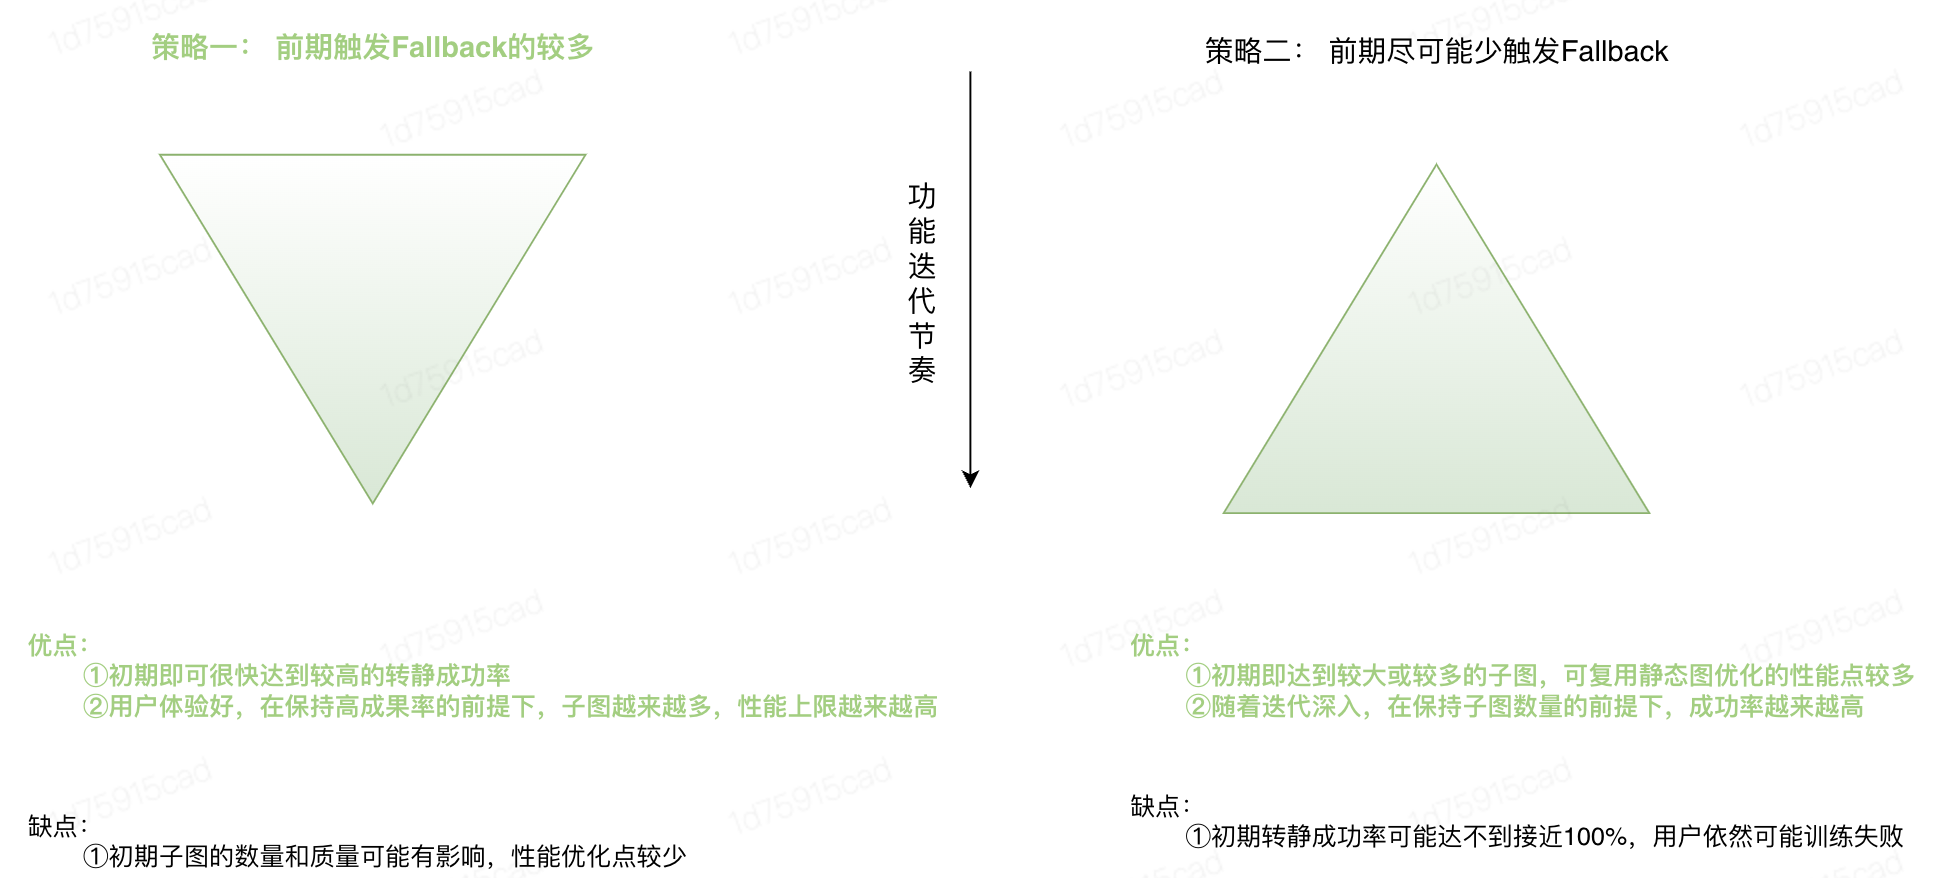 策略一： 前期触发Fallback的较多
策略二： 前期尽可能少触发Fallback
功能迭代节奏
优点：
①初期即可很快达到较高的转静成功率
②用户体验好，在保持高成果率的前提下，子图越来越多，性能上限越来越高
缺点：
①初期子图的数量和质量可能有影响，性能优化点较少
优点：
①初期即达到较大或较多的子图，可复用静态图优化的性能点较多
②随着迭代深入，在保持子图数量的前提下，成功率越来越高
缺点：
①初期转静成功率可能达不到接近100%，用户依然可能训练失败
1d75915cad